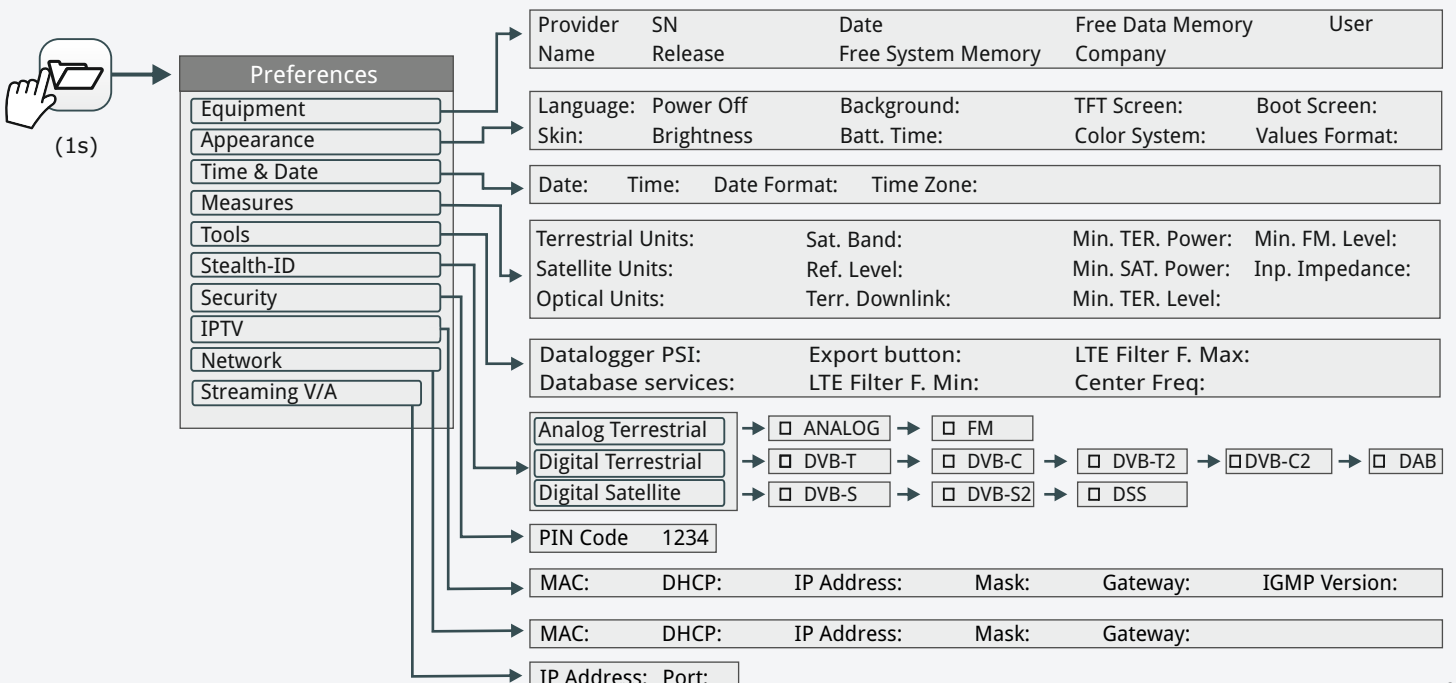 (1s)
Preferences
Equipment
Appearance
Time & Date
Measures
Tools
Stealth-ID
Security
IPTV
Network
Streaming V/A
Provider SN Date Free Data Memory User
Name Release Free System Memory Company
Language: Power Off Background: TFT Screen: Boot Screen:
Skin: Brightness Batt. Time: Color System: Values Format:
Date: Time: Date Format: Time Zone:
Terrestrial Units: Sat. Band: Min. TER. Power: Min. FM. Level:
Satellite Units: Ref. Level: Min. SAT. Power: Inp. Impedance:
Optical Units: Terr. Downlink: Min. TER. Level:
Datalogger PSI: Export button: LTE Filter F. Max:
Database services: LTE Filter F. Min: Center Freq:
Analog Terrestrial ANALOG FM
Digital Terrestrial DVB-T DVB-C DVB-T2 DVB-C2 DAB
Digital Satellite DVB-S DVB-S2 DSS
PIN Code 1234
MAC: DHCP: IP Address: Mask: Gateway: IGMP Version:
MAC: DHCP: IP Address: Mask: Gateway:
IP Address: Port: